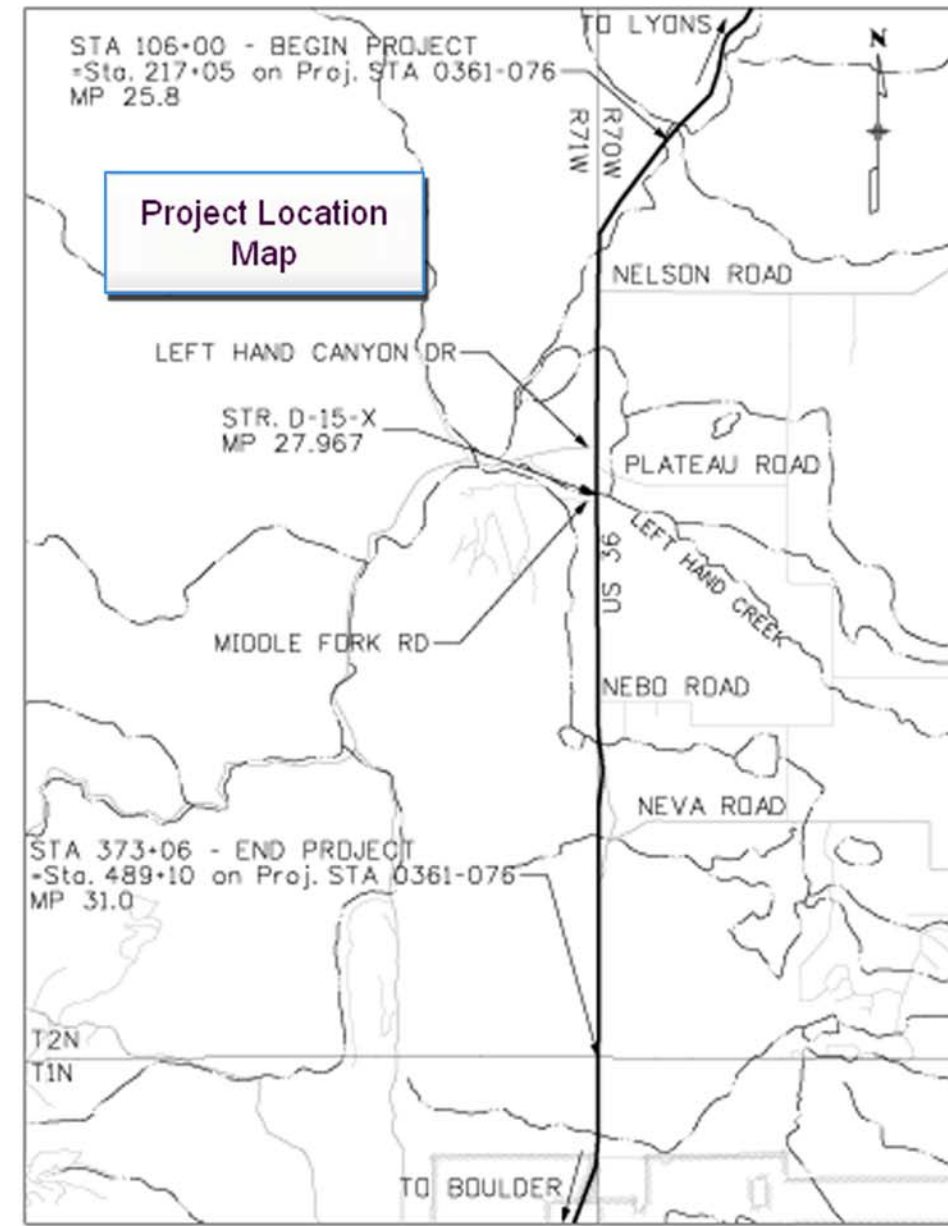 TO LYONS
STA 106+00 - BEGIN PROJECT
=Sta. 217+05 on Proj. STA 0361-076
MP 25.8
N
R71W
R70W
Project Location
Map
NELSON ROAD
LEFT HAND CANYON DR
STR. D-15-X
MP 27.967
PLATEAU ROAD
US 36
LEFT HAND CREEK
MIDDLE FORK RD
NEBO ROAD
NEVA ROAD
STA 373+06 - END PROJECT
=Sta. 489+10 on Proj. STA 0361-076
MP 31.0
T2N
T1N
TO BOULDER